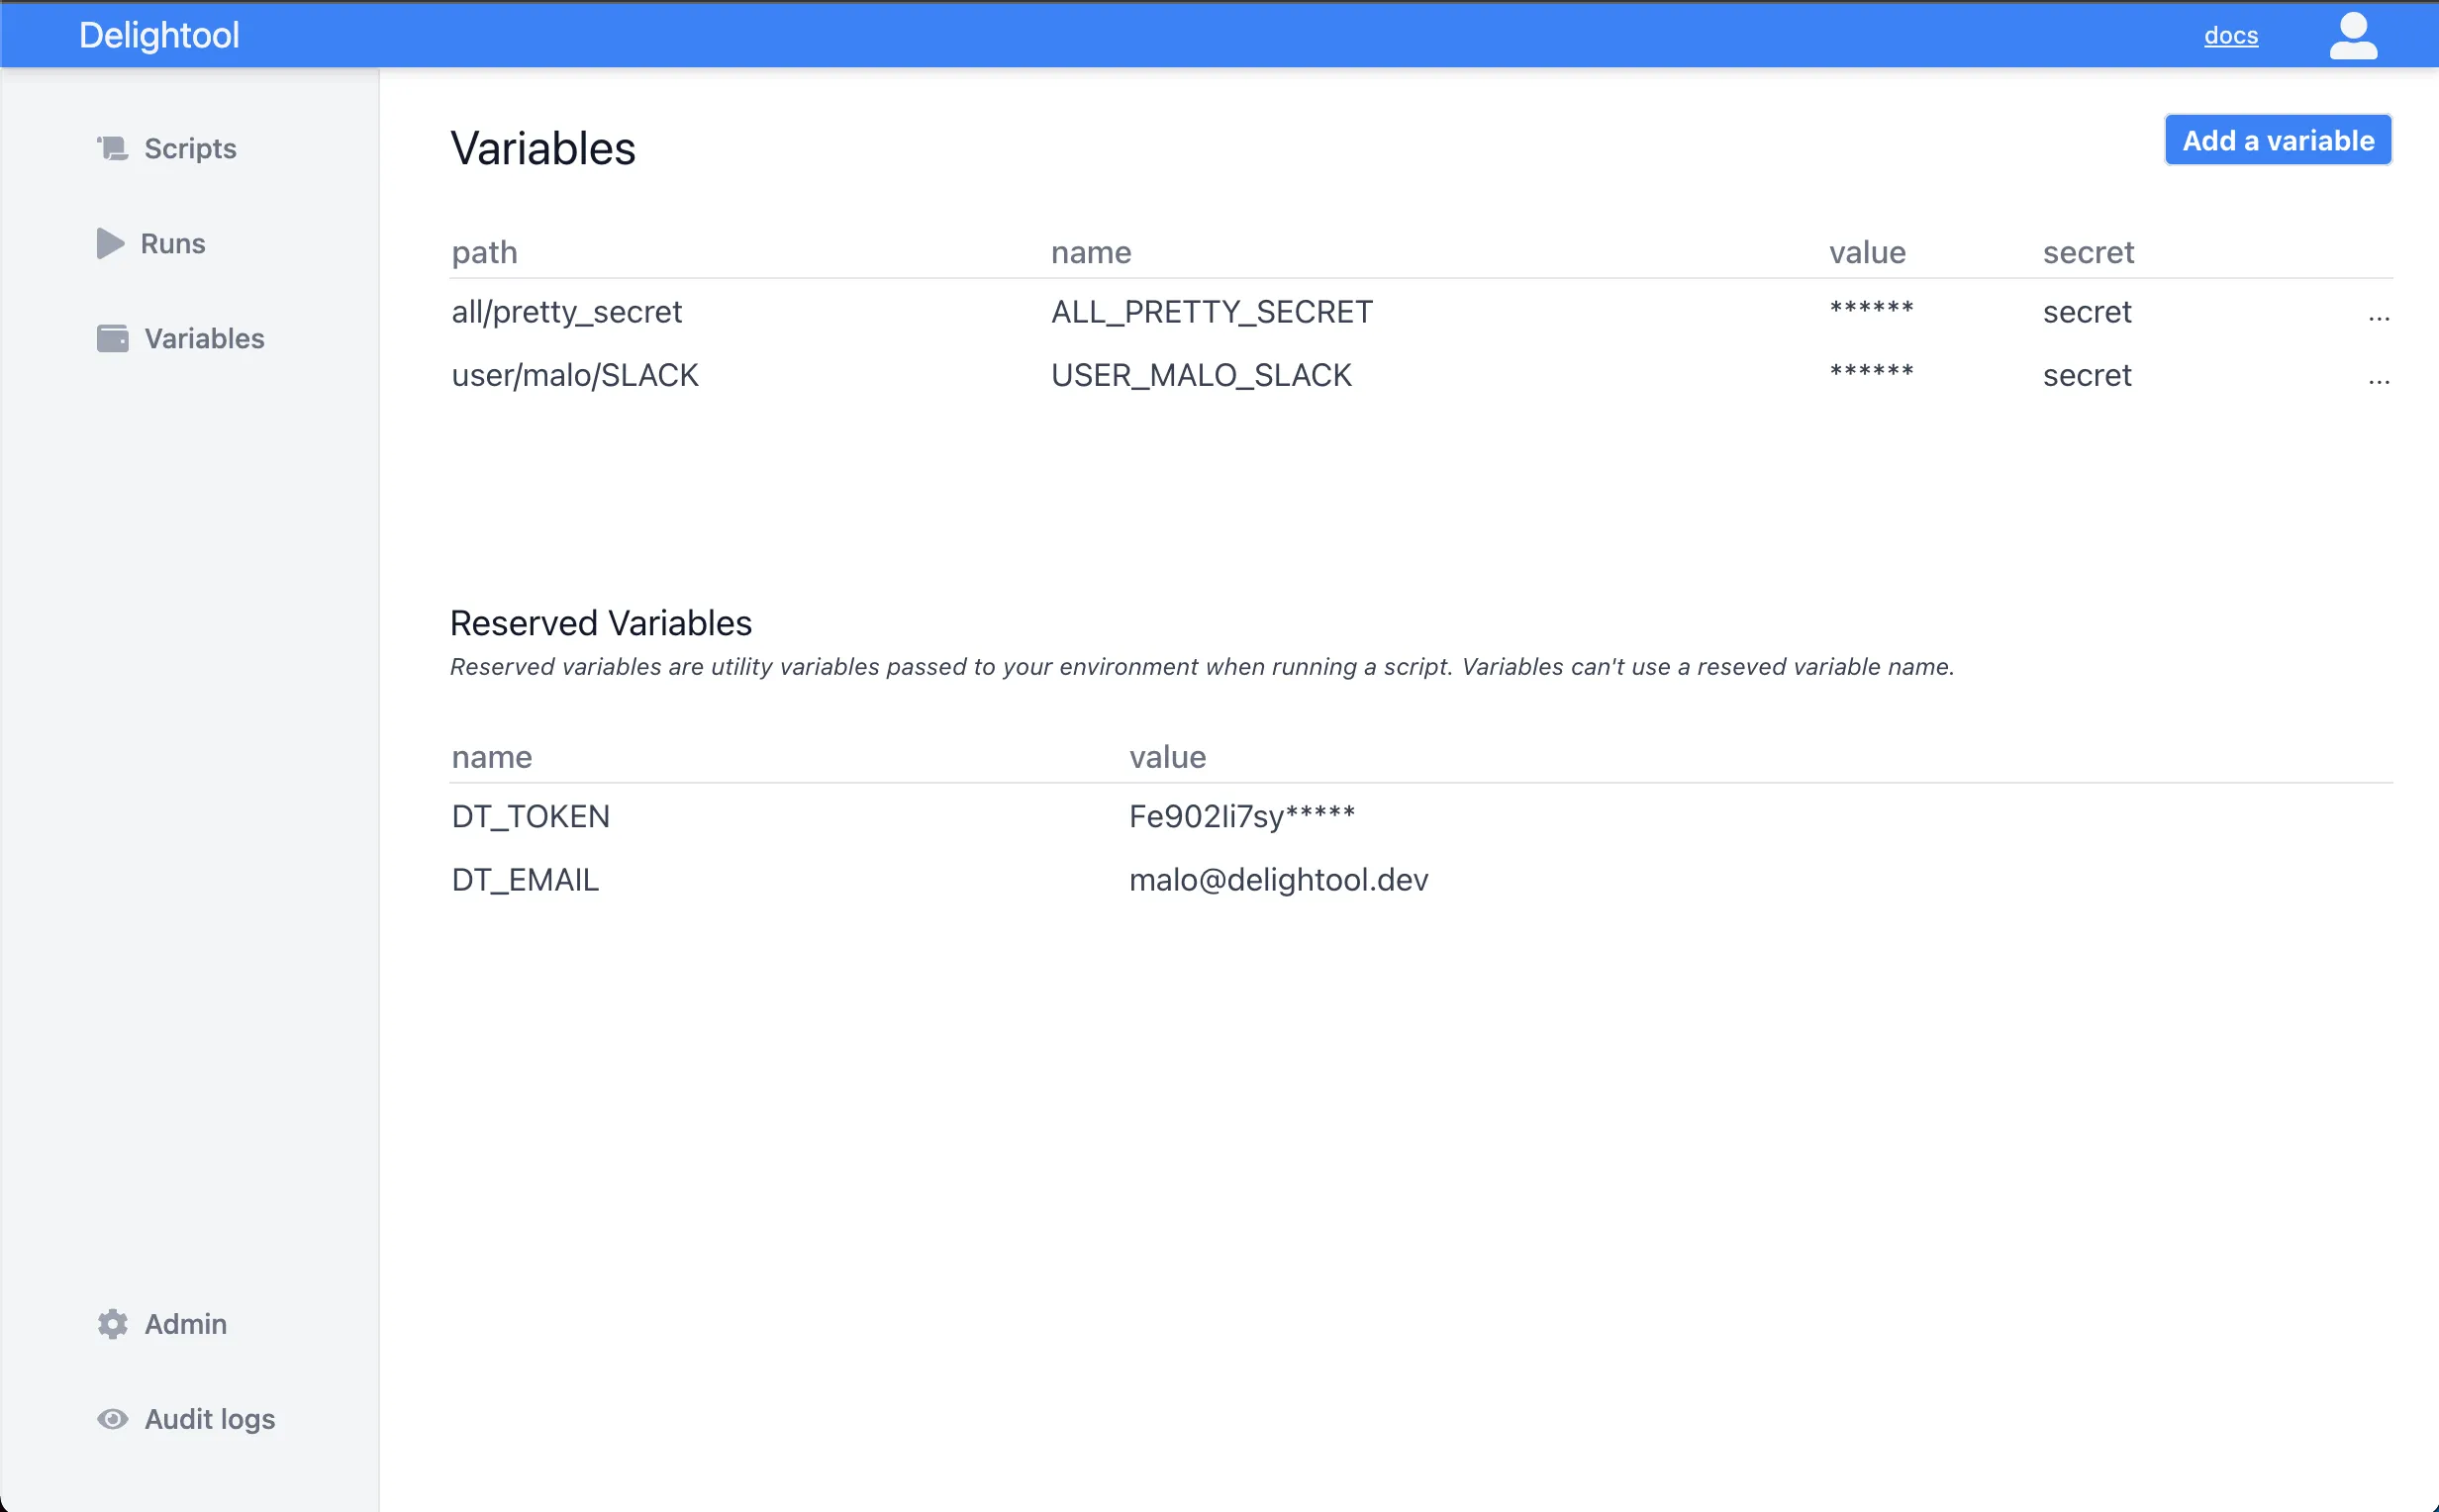 Delightool docs
Scripts
Runs
Variables
Admin
Audit logs
Variables Add a variable
path name value secret
all/pretty_secret ALL_PRETTY_SECRET ****** secret ...
user/malo/SLACK USER_MALO_SLACK ****** secret ...
Reserved Variables
Reserved variables are utility variables passed to your environment when running a script. Variables can't use a reseved variable name.
name value
DT_TOKEN Fe902Ii7sy*****
DT_EMAIL malo@delightool.dev